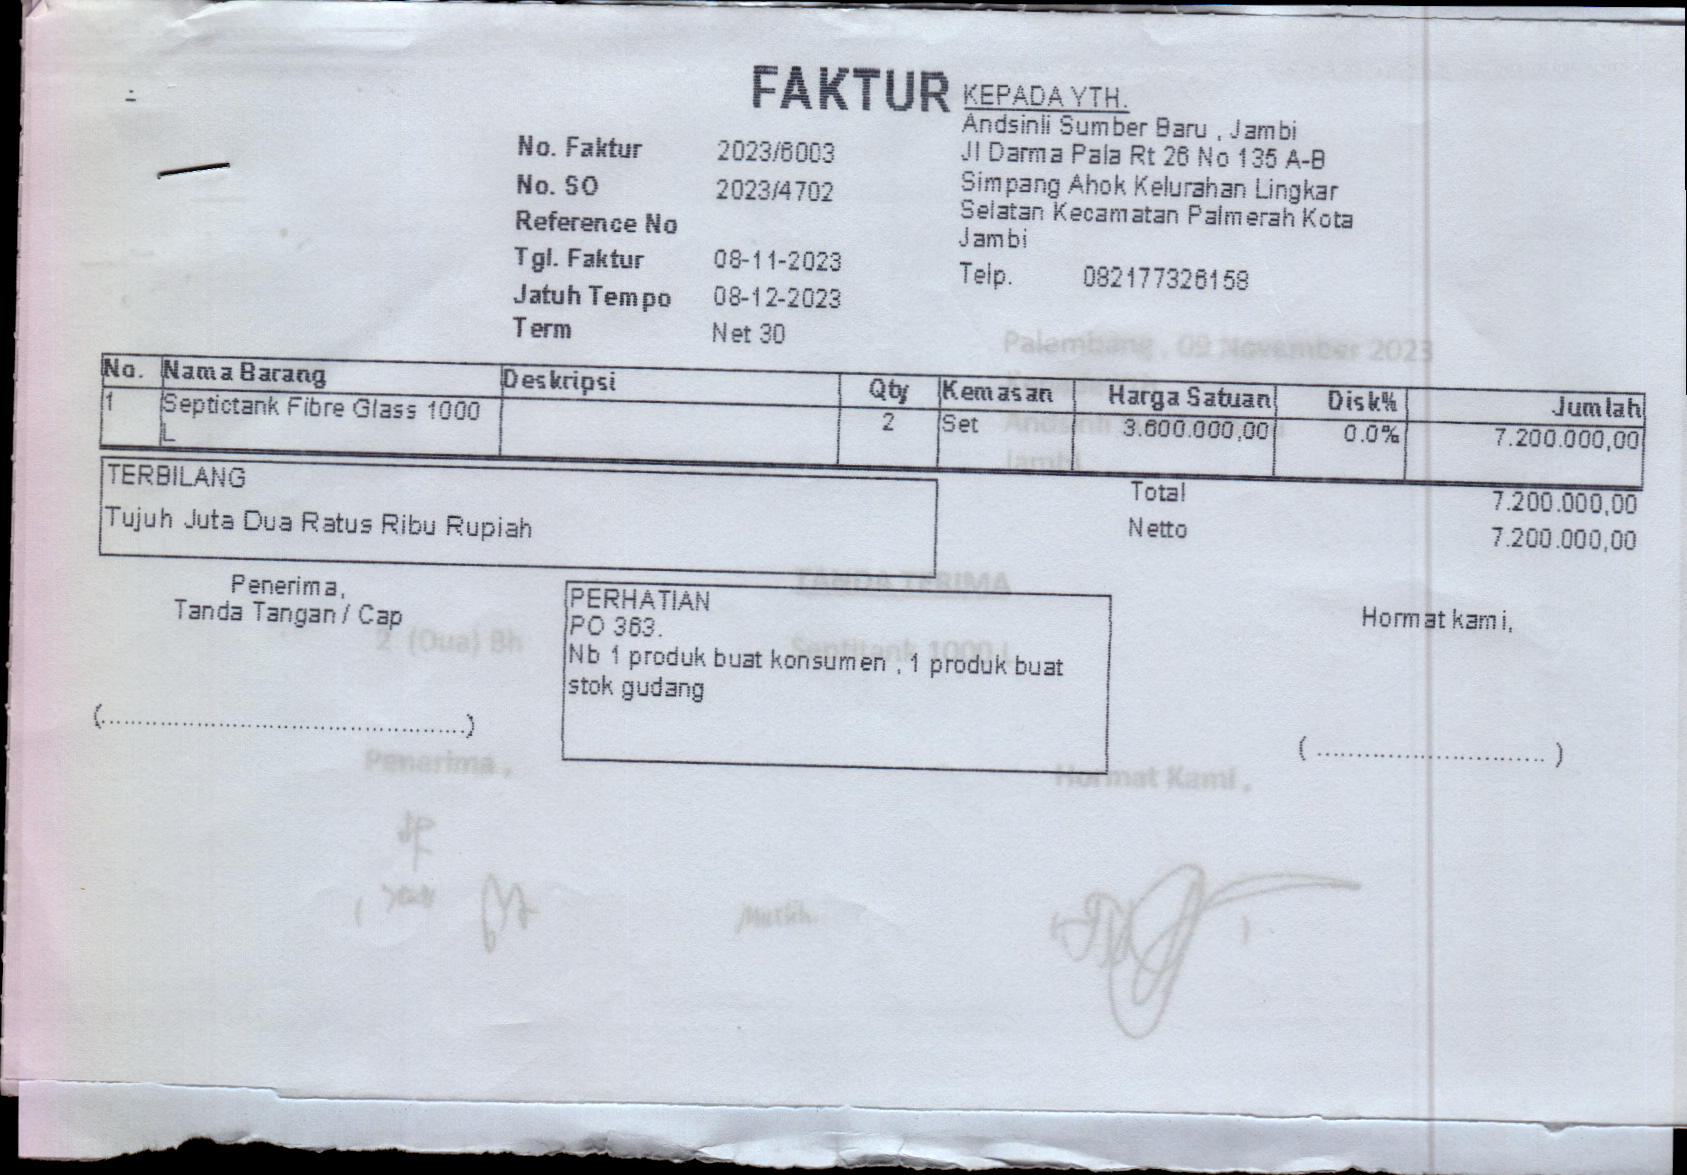 FAKTUR
No. Faktur 2023/6003
No. SO 2023/4702
Reference No
Tgl. Faktur 08-11-2023
Jatuh Tempo 08-12-2023
Term Net 30
KEPADA YTH.
Andsinli Sumber Baru , Jambi
Jl Darma Pala Rt 26 No 135 A-B
Simpang Ahok Kelurahan Lingkar
Selatan Kecamatan Palmerah Kota
Jambi
Telp. 082177326158
Palembang , 09 November 2023
No. Nama Barang Deskripsi Qty Kemasan Harga Satuan Disk% Jumlah
1 Septictank Fibre Glass 1000 2 Set 3.600.000,00 0.0% 7.200.000,00
L
Jambi
TERBILANG
Tujuh Juta Dua Ratus Ribu Rupiah
Total 7.200.000,00
Netto 7.200.000,00
TANDA TERIMA
Penerima,
Tanda Tangan / Cap
2 (Dua) Bh Septitank 1000 L
PERHATIAN
PO 363.
Nb 1 produk buat konsumen , 1 produk buat
stok gudang
Hormat kami,
(..............................................)
( ............................ )
Penerima ,
Hormat Kami ,